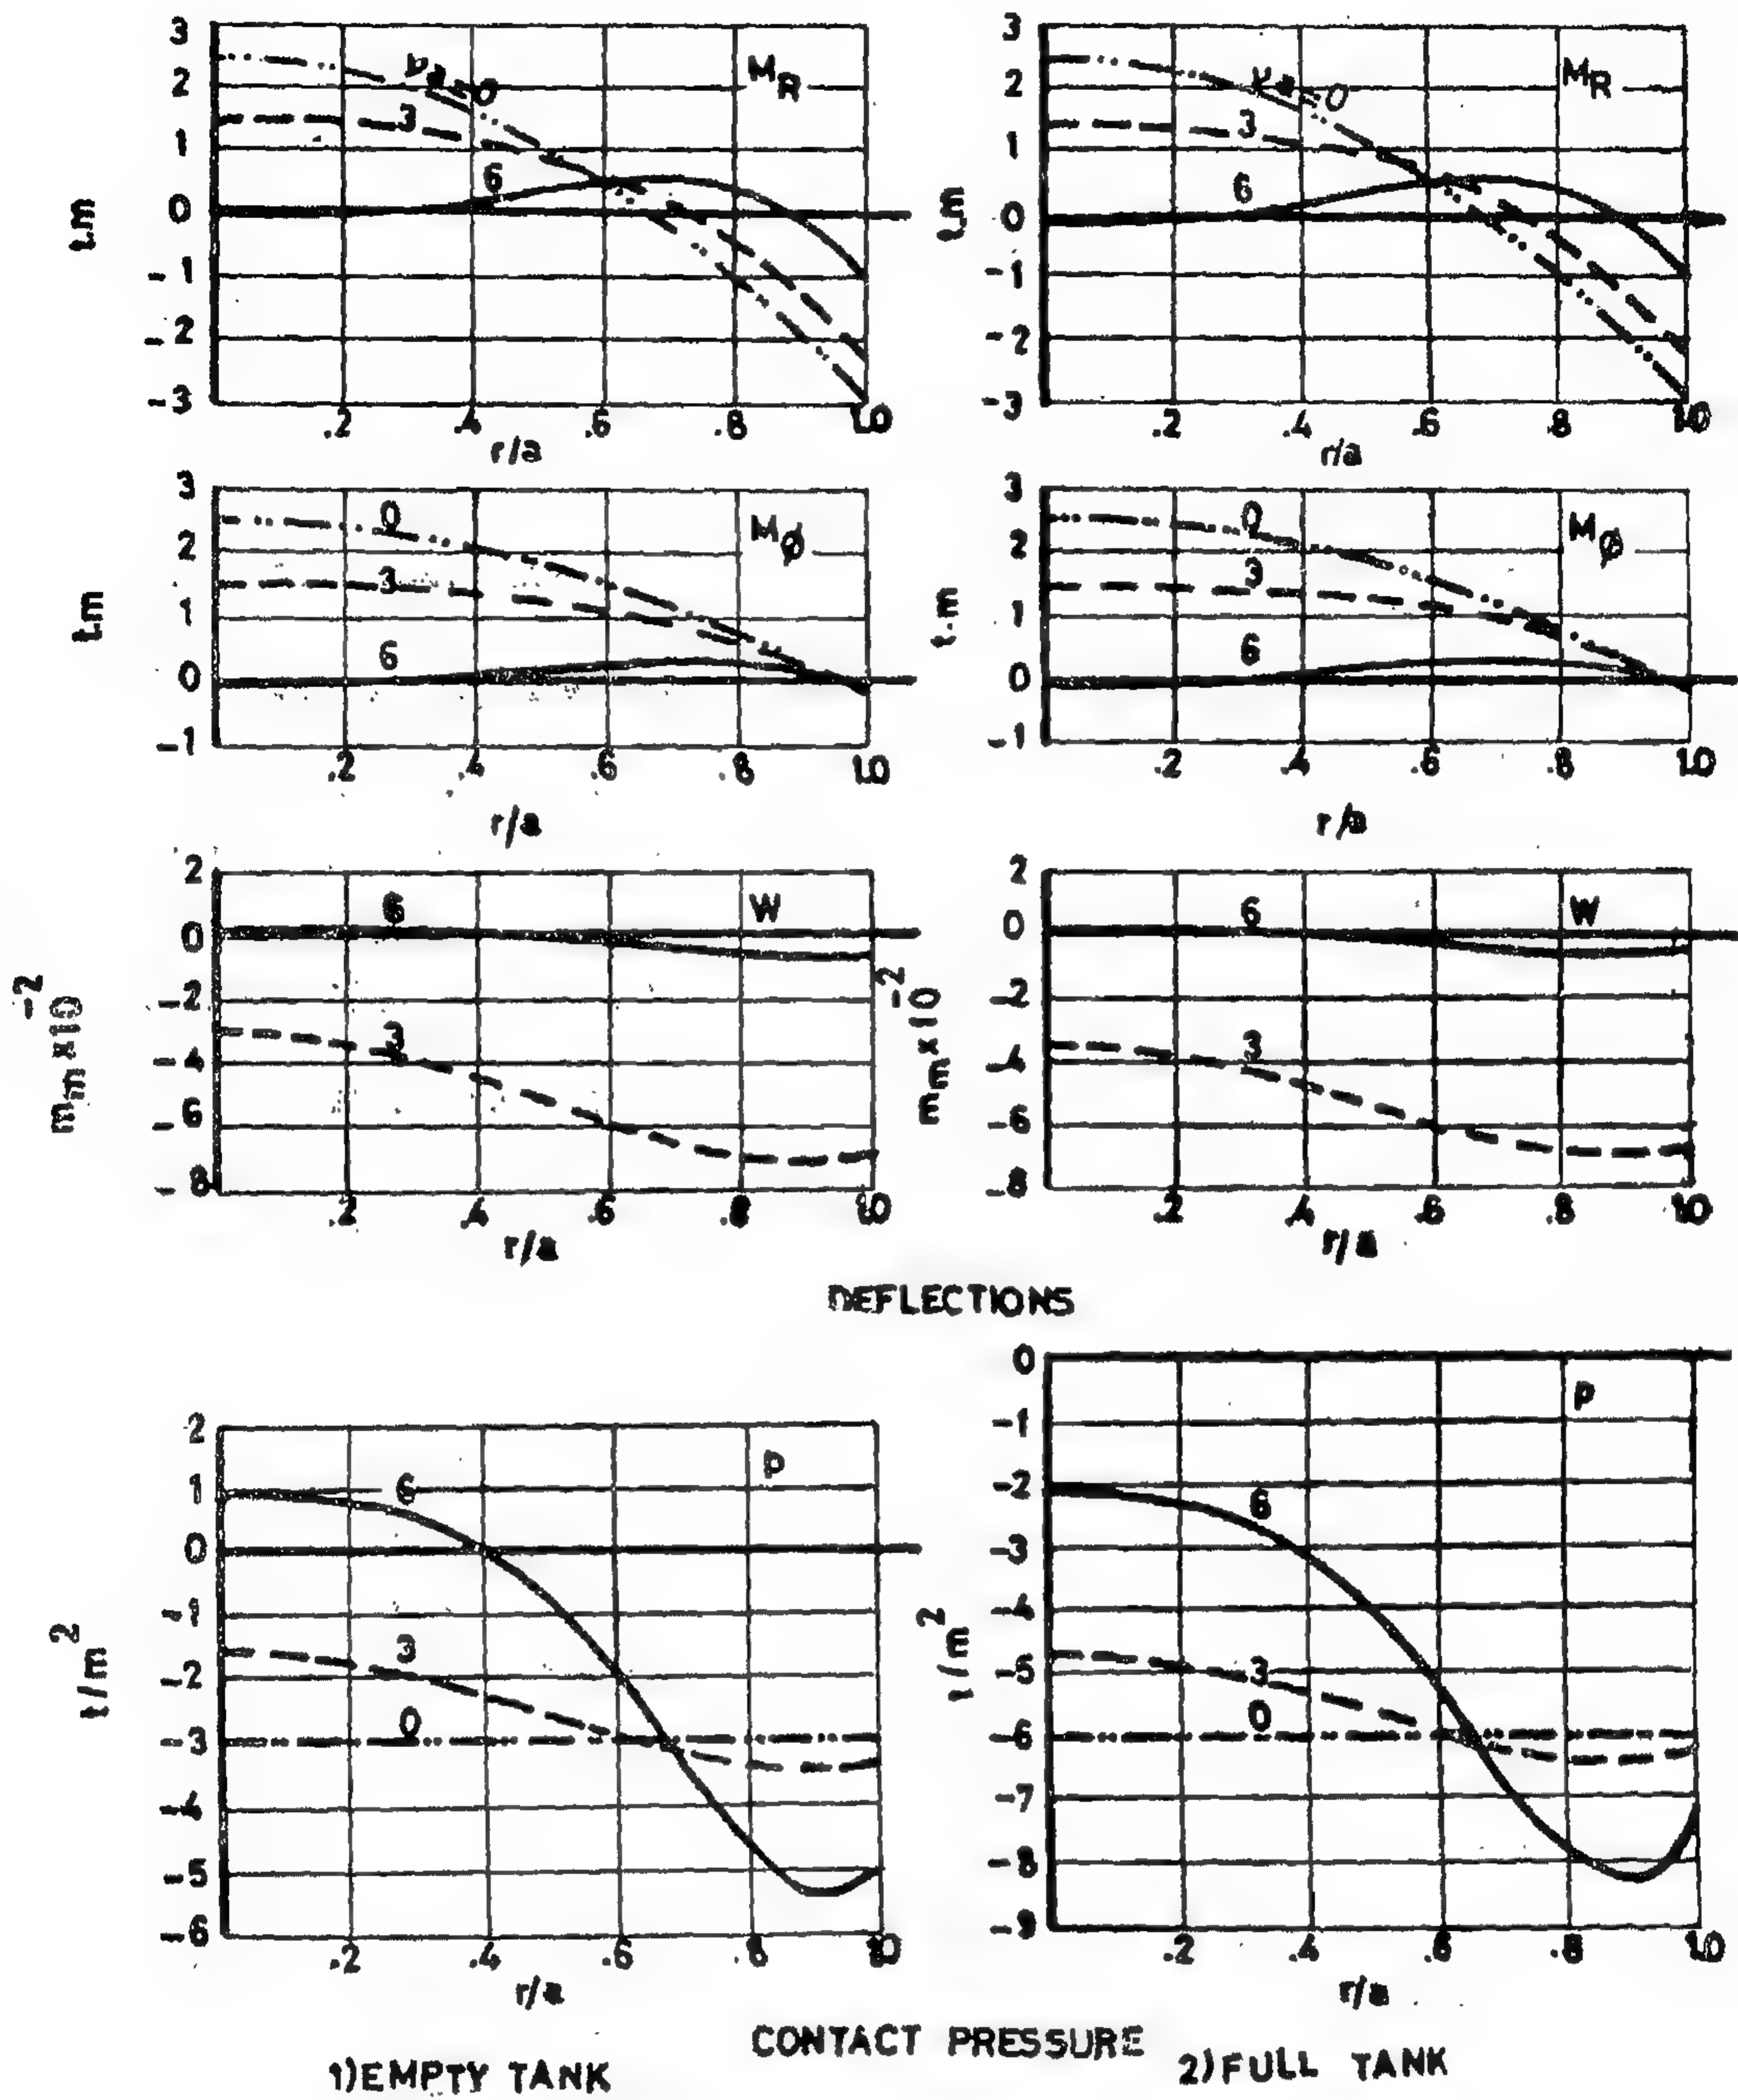 3
2
1
0
-1
-2
-3
t.m
νa=0
3
6
M_R
.2 .4 .6 .8 1.0
r/a
3
2
1
0
-1
-2
-3
t.m
νa=0
3
6
M_R
.2 .4 .6 .8 1.0
r/a
3
2
1
0
-1
t.m
0
3
6
M_Ø
.2 .4 .6 .8 1.0
r/a
3
2
1
0
-1
t.m
0
3
6
M_Ø
.2 .4 .6 .8 1.0
r/a
2
0
-2
-4
-6
-8
mm x10⁻²
6
3
W
.2 .4 .6 .8 1.0
r/a
2
0
-2
-4
-6
-8
mm x10⁻²
6
3
W
.2 .4 .6 .8 1.0
r/a
DEFLECTIONS
2
1
0
-1
-2
-3
-4
-5
-6
t/m²
6
3
0
p
.2 .4 .6 .8 10
r/a
0
-1
-2
-3
-4
-5
-6
-7
-8
-9
t/m²
6
3
0
p
.2 .4 .6 .8 1.0
r/a
CONTACT PRESSURE
1)EMPTY TANK
2)FULL TANK